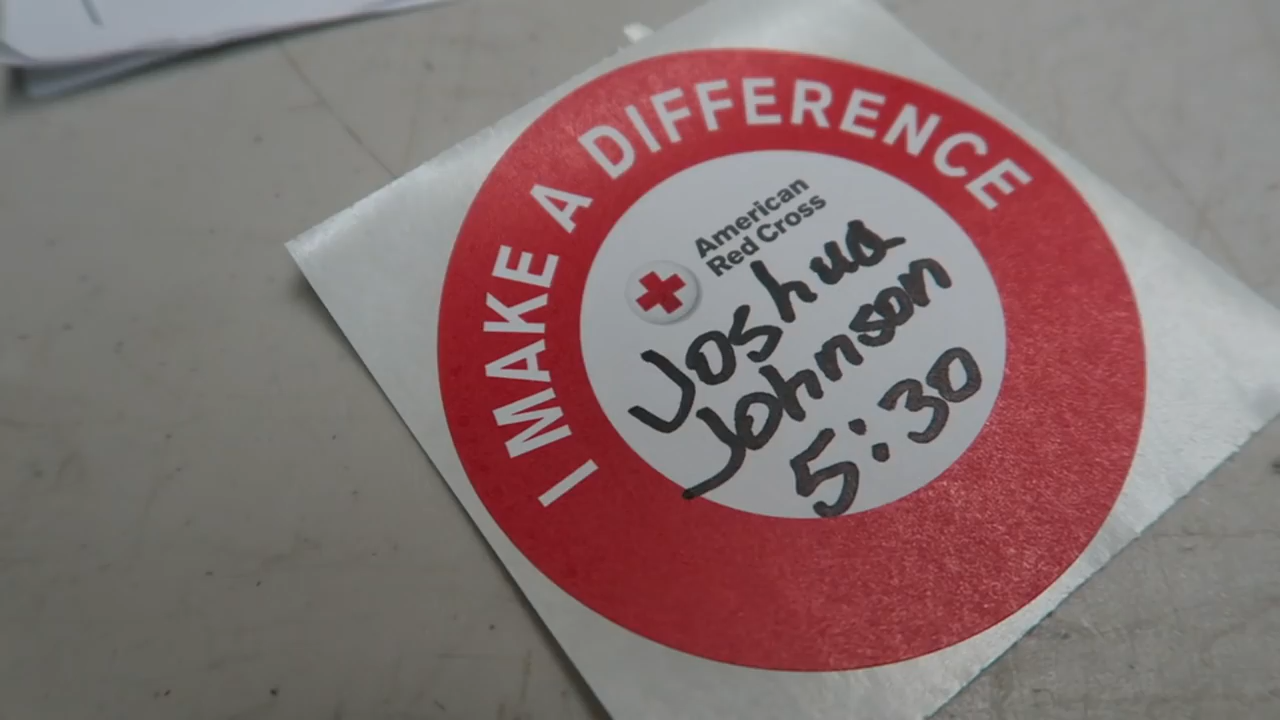 I MAKE A DIFFERENCE
American
Red Cross
Joshua
Johnson
5:30